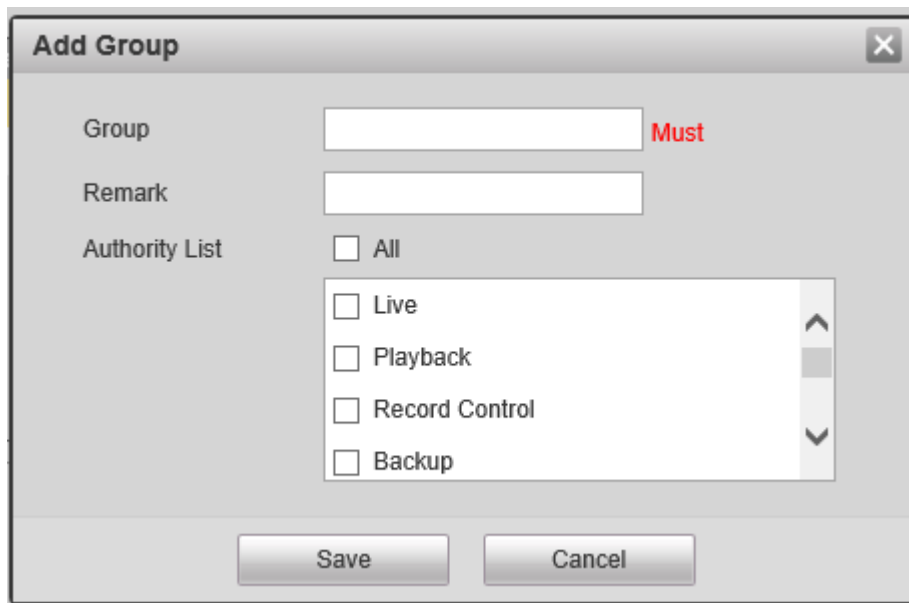 Add Group
Group Must
Remark
Authority List All
Live
Playback
Record Control
Backup
Save Cancel